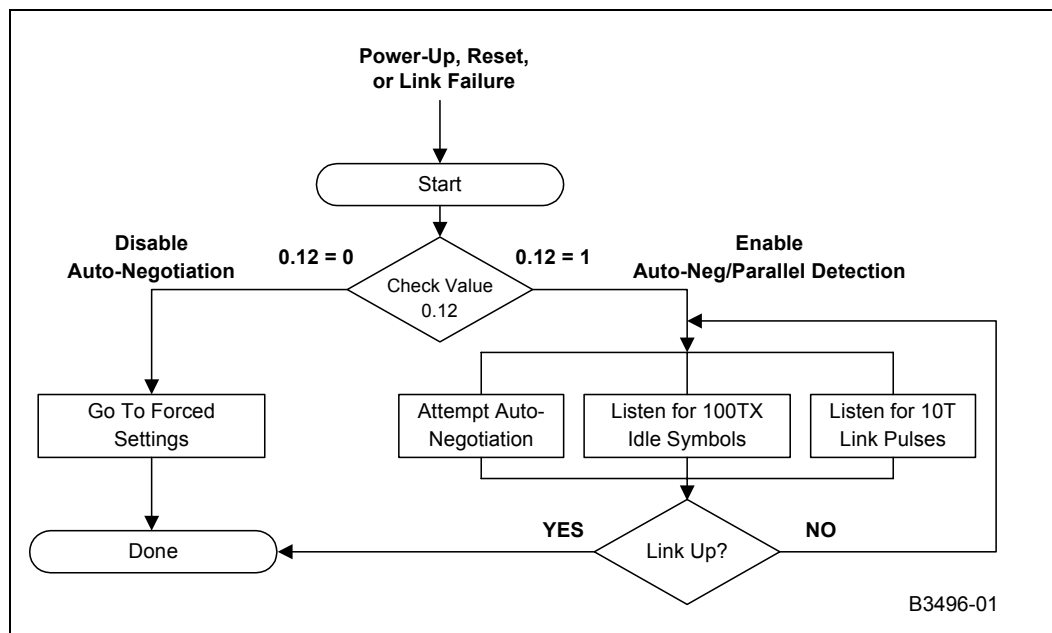 Power-Up, Reset,
or Link Failure
Start
Disable
Auto-Negotiation
0.12 = 0
0.12 = 1
Enable
Auto-Neg/Parallel Detection
Check Value
0.12
Go To Forced
Settings
Attempt Auto-
Negotiation
Listen for 100TX
Idle Symbols
Listen for 10T
Link Pulses
Done
YES
Link Up?
NO
B3496-01